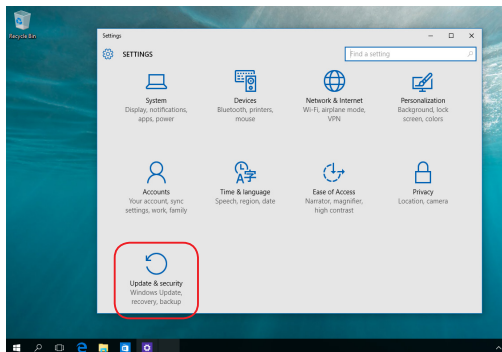 Recycle Bin
Settings
SETTINGS
Find a setting
System
Display, notifications,
apps, power
Devices
Bluetooth, printers,
mouse
Network & Internet
Wi-Fi, airplane mode,
VPN
Personalization
Background, lock
screen, colors
Accounts
Your account, sync
settings, work, family
Time & language
Speech, region, date
Ease of Access
Narrator, magnifier,
high contrast
Privacy
Location, camera
Update & security
Windows Update,
recovery, backup